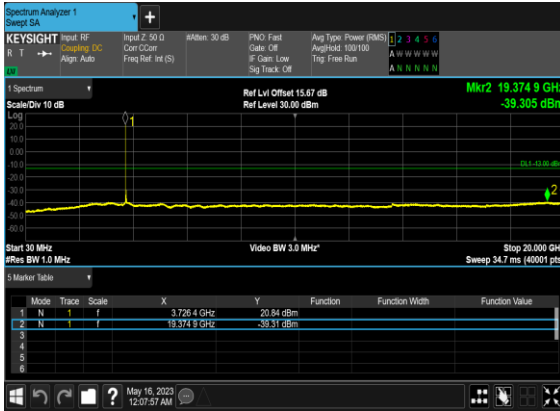 Spectrum Analyzer 1
Swept SA
+
KEYSIGHT Input: RF Input Z: 50 Ω #Atten: 30 dB PNO: Fast Avg Type: Power (RMS) 1 2 3 4 5 6
R T Coupling: DC Corr CCorr Gate: Off Avg|Hold: 100/100 A W W W W W
Align: Auto Freq Ref: Int (S) IF Gain: Low Trig: Free Run
Sig Track: Off A N N N N N
1 Spectrum Ref Lvl Offset 15.67 dB Mkr2 19.374 9 GHz
Scale/Div 10 dB Ref Level 30.00 dBm -39.305 dBm
Log
20.0
10.0
0.00
-10.0
-20.0
-30.0
-40.0
-50.0
-60.0
1
DL1 -13.00 dBm
2
Start 30 MHz Video BW 3.0 MHz* Stop 20.000 GHz
#Res BW 1.0 MHz Sweep 34.7 ms (40001 pts)
5 Marker Table
Mode Trace Scale X Y Function Function Width Function Value
1 N 1 f 3.726 4 GHz 20.84 dBm
2 N 1 f 19.374 9 GHz -39.31 dBm
3
4
5
6
? May 16, 2023
12:07:57 AM